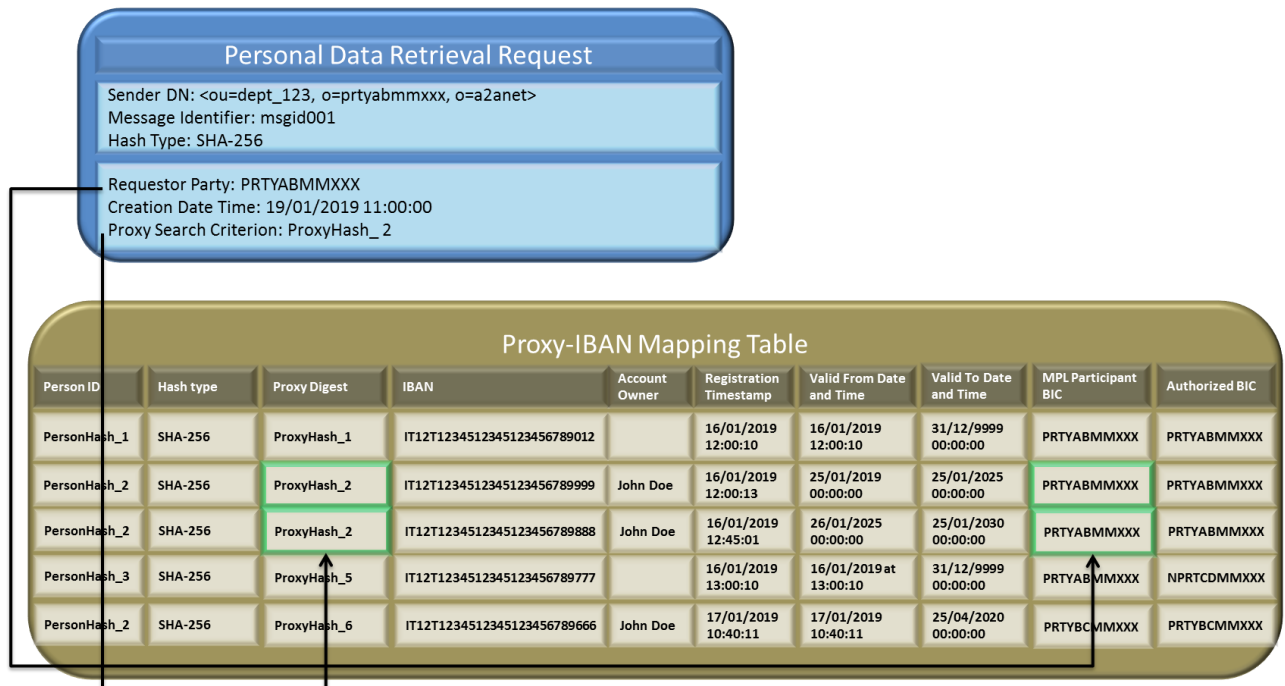 Personal Data Retrieval Request
Sender DN: <ou=dept_123, o=prtyabmmxxx, o=a2anet>
Message Identifier: msgid001
Hash Type: SHA-256
Requestor Party: PRTYABMMXXX
Creation Date Time: 19/01/2019 11:00:00
Proxy Search Criterion: ProxyHash_ 2
Proxy-IBAN Mapping Table
Person ID Hash type Proxy Digest IBAN Account Owner Registration Timestamp Valid From Date and Time Valid To Date and Time MPL Participant BIC Authorized BIC
PersonHash_1 SHA-256 ProxyHash_1 IT12T1234512345123456789012 16/01/2019 12:00:10 16/01/2019 12:00:10 31/12/9999 00:00:00 PRTYABMMXXX PRTYABMMXXX
PersonHash_2 SHA-256 ProxyHash_2 IT12T1234512345123456789999 John Doe 16/01/2019 12:00:13 25/01/2019 00:00:00 25/01/2025 00:00:00 PRTYABMMXXX PRTYABMMXXX
PersonHash_2 SHA-256 ProxyHash_2 IT12T1234512345123456789888 John Doe 16/01/2019 12:45:01 26/01/2025 00:00:00 25/01/2030 00:00:00 PRTYABMMXXX PRTYABMMXXX
PersonHash_3 SHA-256 ProxyHash_5 IT12T1234512345123456789777 16/01/2019 13:00:10 16/01/2019 at 13:00:10 31/12/9999 00:00:00 PRTYABMMXXX NPRTCDMMXXX
PersonHash_2 SHA-256 ProxyHash_6 IT12T1234512345123456789666 John Doe 17/01/2019 10:40:11 17/01/2019 10:40:11 25/04/2020 00:00:00 PRTYBCMMXXX PRTYBCMMXXX